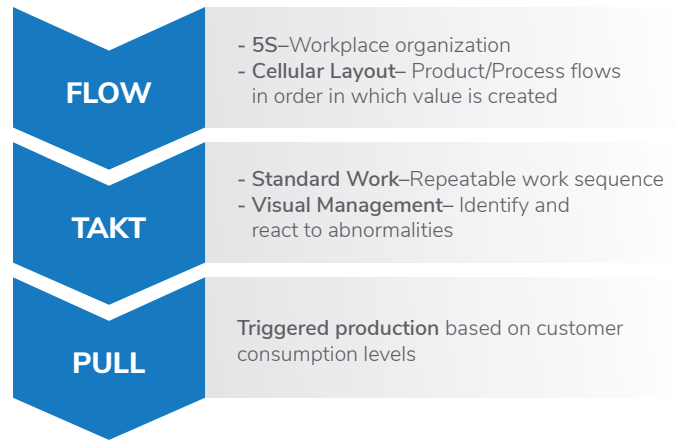 FLOW
- 5S–Workplace organization
- Cellular Layout– Product/Process flows
in order in which value is created
TAKT
- Standard Work–Repeatable work sequence
- Visual Management– Identify and
react to abnormalities
PULL
Triggered production based on customer
consumption levels